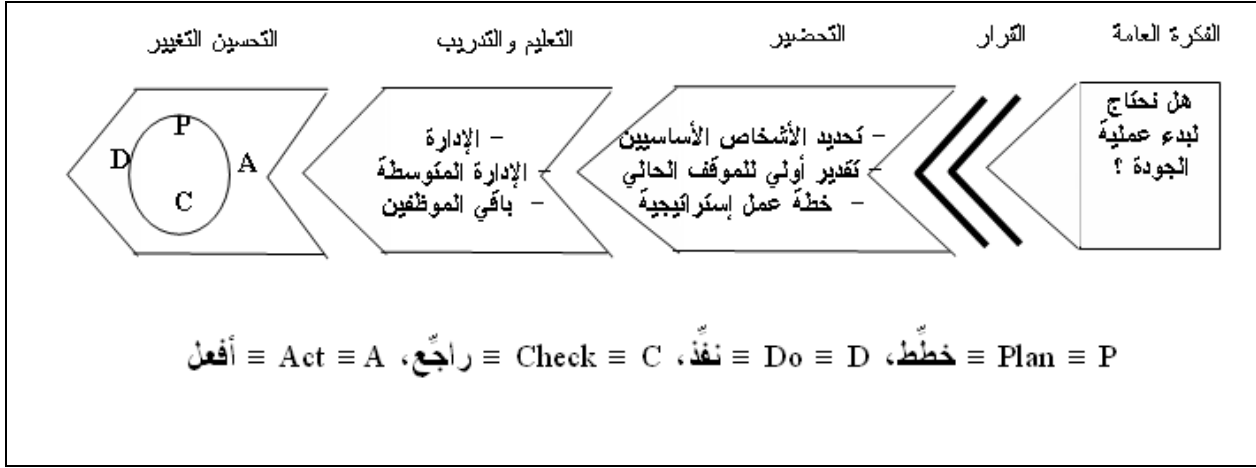 الفكرة العامة
القرار
التحضير
التعليم والتدريب
التحسين التغيير
هل نحتاج
لبدء عملية
الجودة ؟
- تحديد الأشخاص الأساسيين
- تقدير أولي للموقف الحالي
- خطة عمل إستراتيجية
- الإدارة
- الإدارة المتوسطة
- باقي الموظفين
P
D
A
C
P ≡ Plan ≡ خطِّط، D ≡ Do ≡ نفِّذ، C ≡ Check ≡ راجِّع، A ≡ Act ≡ أفعل